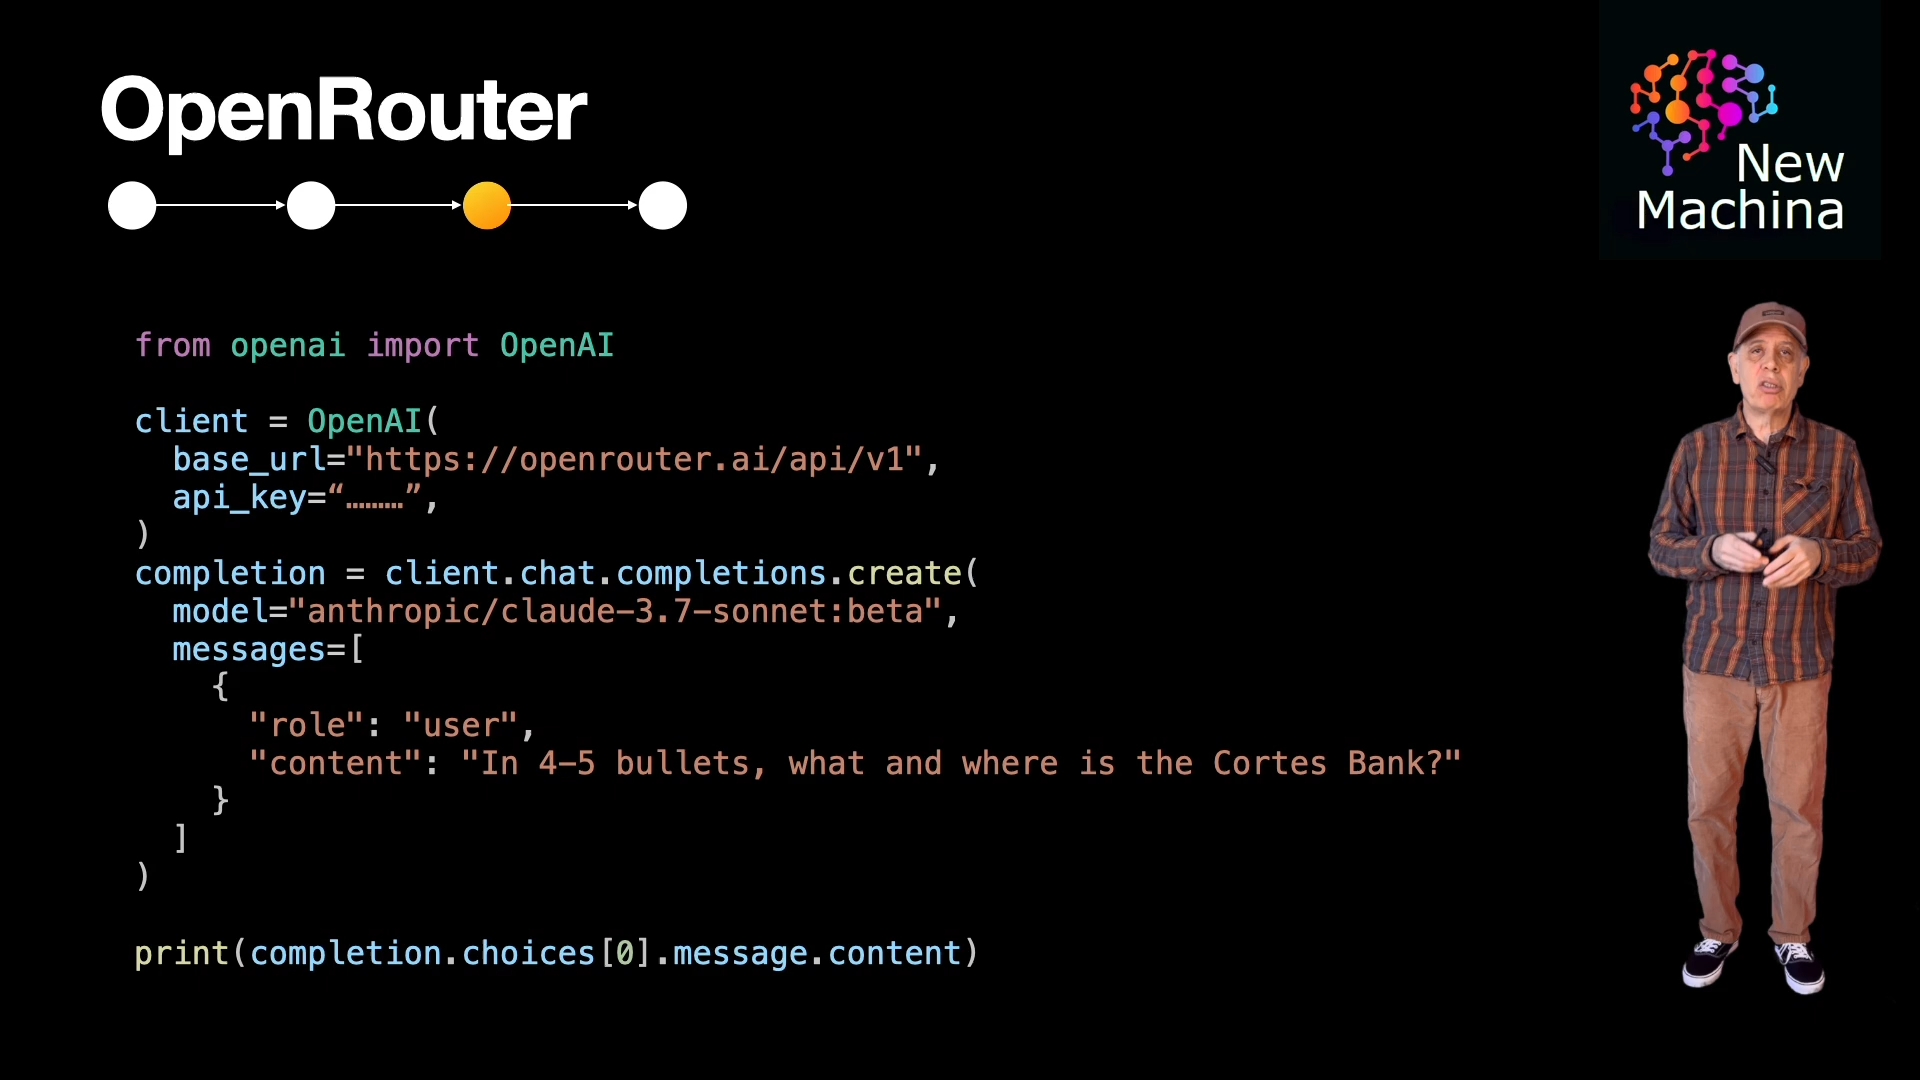 OpenRouter
New
Machina
from openai import OpenAI
client = OpenAI(
  base_url="https://openrouter.ai/api/v1",
  api_key=“………”,
)
completion = client.chat.completions.create(
  model="anthropic/claude-3.7-sonnet:beta",
  messages=[
    {
      "role": "user",
      "content": "In 4-5 bullets, what and where is the Cortes Bank?"
    }
  ]
)
print(completion.choices[0].message.content)